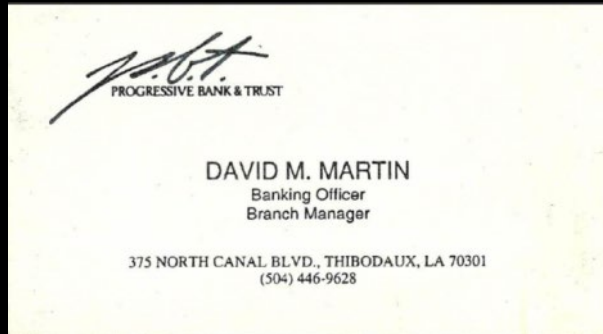 p.b.t.
PROGRESSIVE BANK & TRUST
DAVID M. MARTIN
Banking Officer
Branch Manager
375 NORTH CANAL BLVD., THIBODAUX, LA 70301
(504) 446-9628